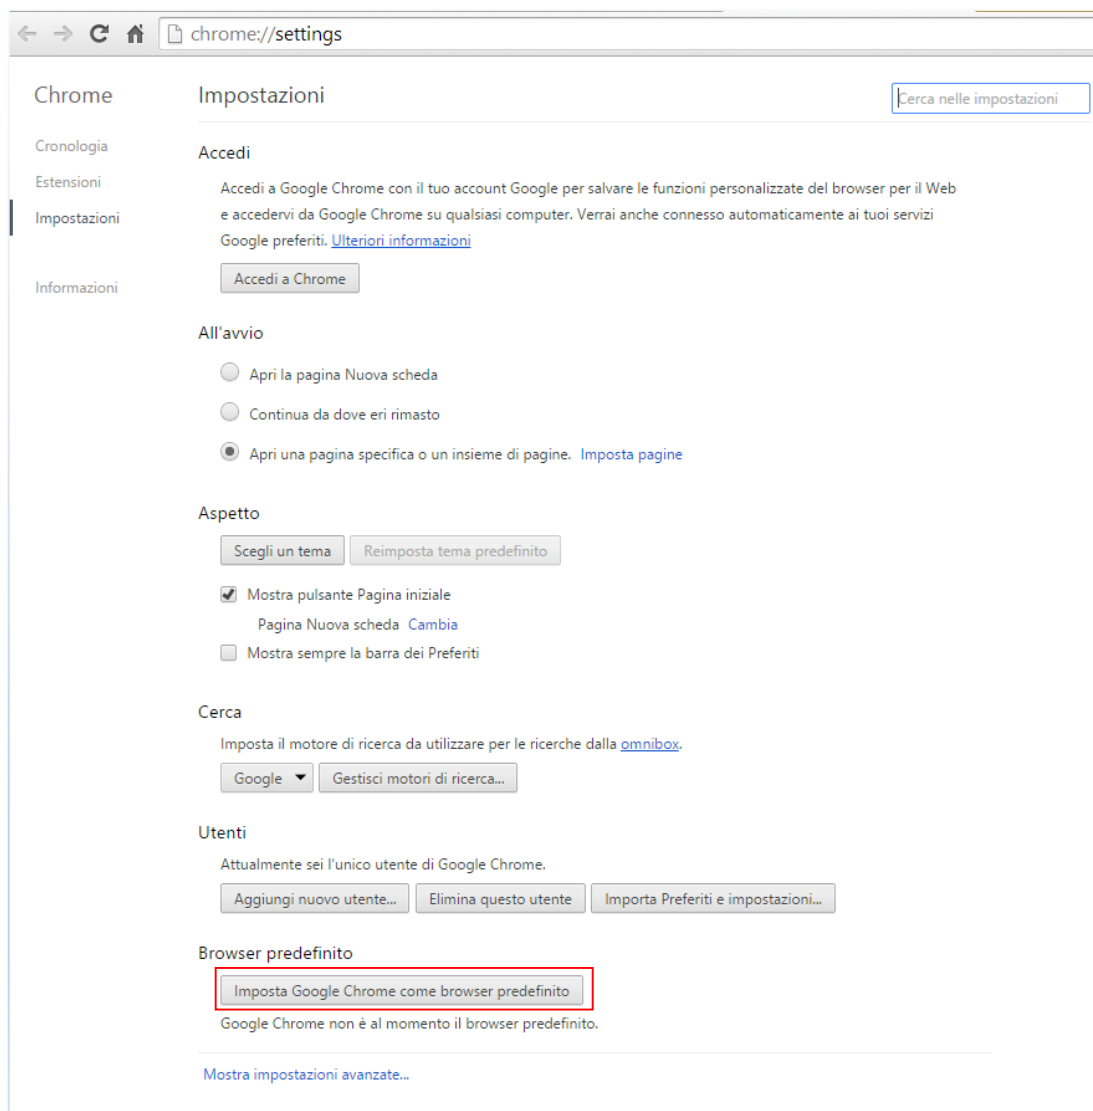 chrome://settings
Chrome
Impostazioni
Cerca nelle impostazioni
Cronologia
Estensioni
Impostazioni
Informazioni
Accedi
Accedi a Google Chrome con il tuo account Google per salvare le funzioni personalizzate del browser per il Web
e accedervi da Google Chrome su qualsiasi computer. Verrai anche connesso automaticamente ai tuoi servizi
Google preferiti. Ulteriori informazioni
Accedi a Chrome
All'avvio
Apri la pagina Nuova scheda
Continua da dove eri rimasto
Apri una pagina specifica o un insieme di pagine. Imposta pagine
Aspetto
Scegli un tema Reimposta tema predefinito
Mostra pulsante Pagina iniziale
Pagina Nuova scheda Cambia
Mostra sempre la barra dei Preferiti
Cerca
Imposta il motore di ricerca da utilizzare per le ricerche dalla omnibox.
Google Gestisci motori di ricerca...
Utenti
Attualmente sei l'unico utente di Google Chrome.
Aggiungi nuovo utente... Elimina questo utente Importa Preferiti e impostazioni...
Browser predefinito
Imposta Google Chrome come browser predefinito
Google Chrome non è al momento il browser predefinito.
Mostra impostazioni avanzate...